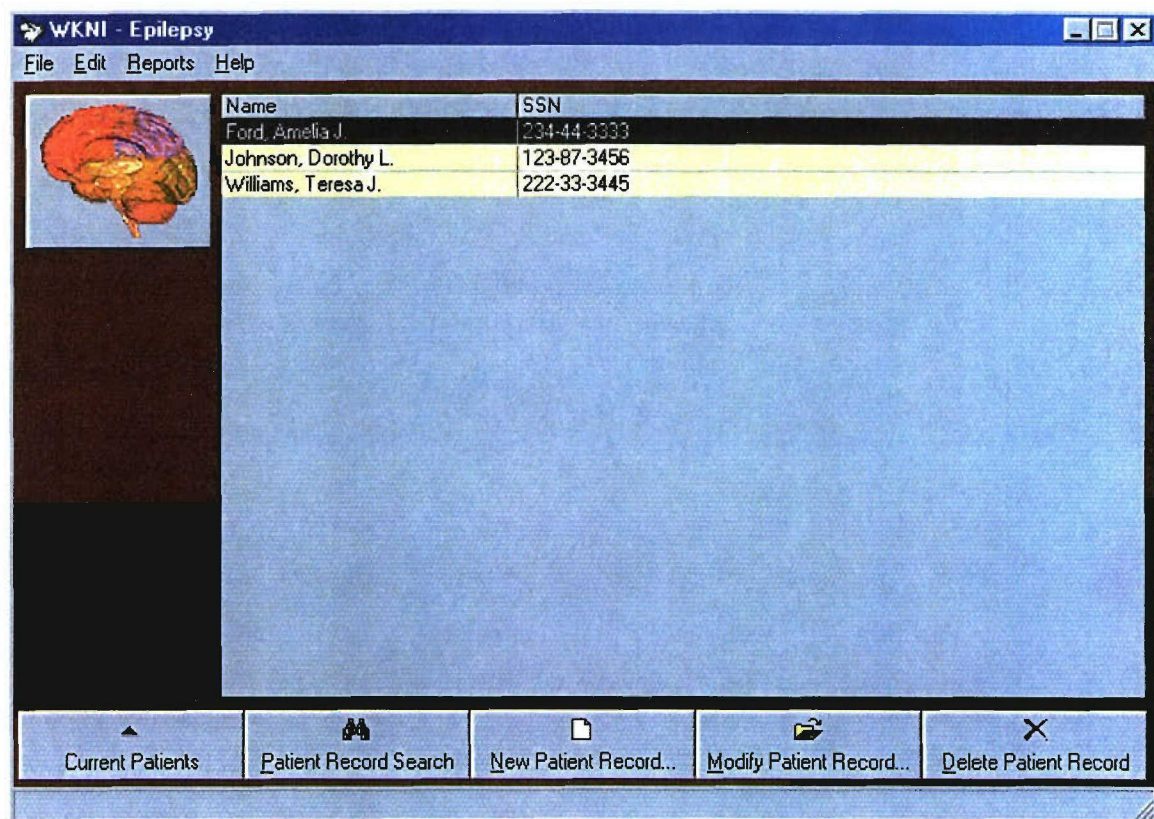 WKNI - Epilepsy
File Edit Reports Help
Name SSN
Ford, Amelia J. 234-44-3333
Johnson, Dorothy L. 123-87-3456
Williams, Teresa J. 222-33-3445
Current Patients Patient Record Search New Patient Record... Modify Patient Record... Delete Patient Record